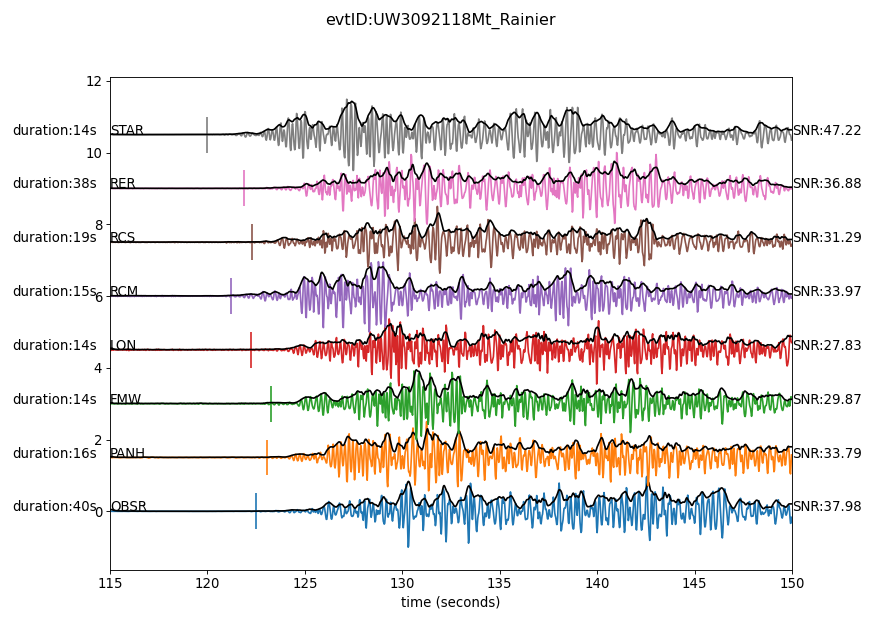 evtID:UW3092118Mt_Rainier
12
duration:14s STAR SNR:47.22
10
duration:38s RER SNR:36.88
8
duration:19s RCS SNR:31.29
duration:15s RCM SNR:33.97
6
duration:14s LON SNR:27.83
4
duration:14s FMW SNR:29.87
2
duration:16s PANH SNR:33.79
duration:40s OBSR SNR:37.98
0
115 120 125 130 135 140 145 150
time (seconds)